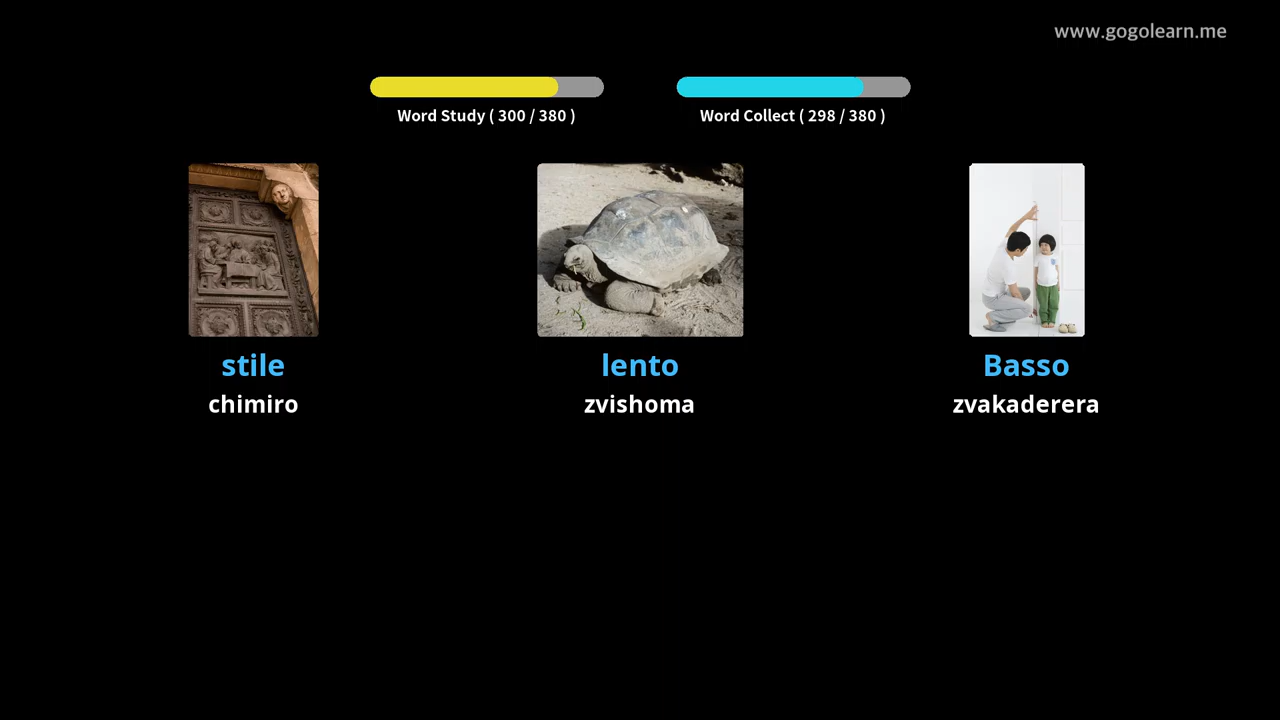 www.gogolearn.me
Word Study ( 300 / 380 )
Word Collect ( 298 / 380 )
stile
chimiro
lento
zvishoma
Basso
zvakaderera